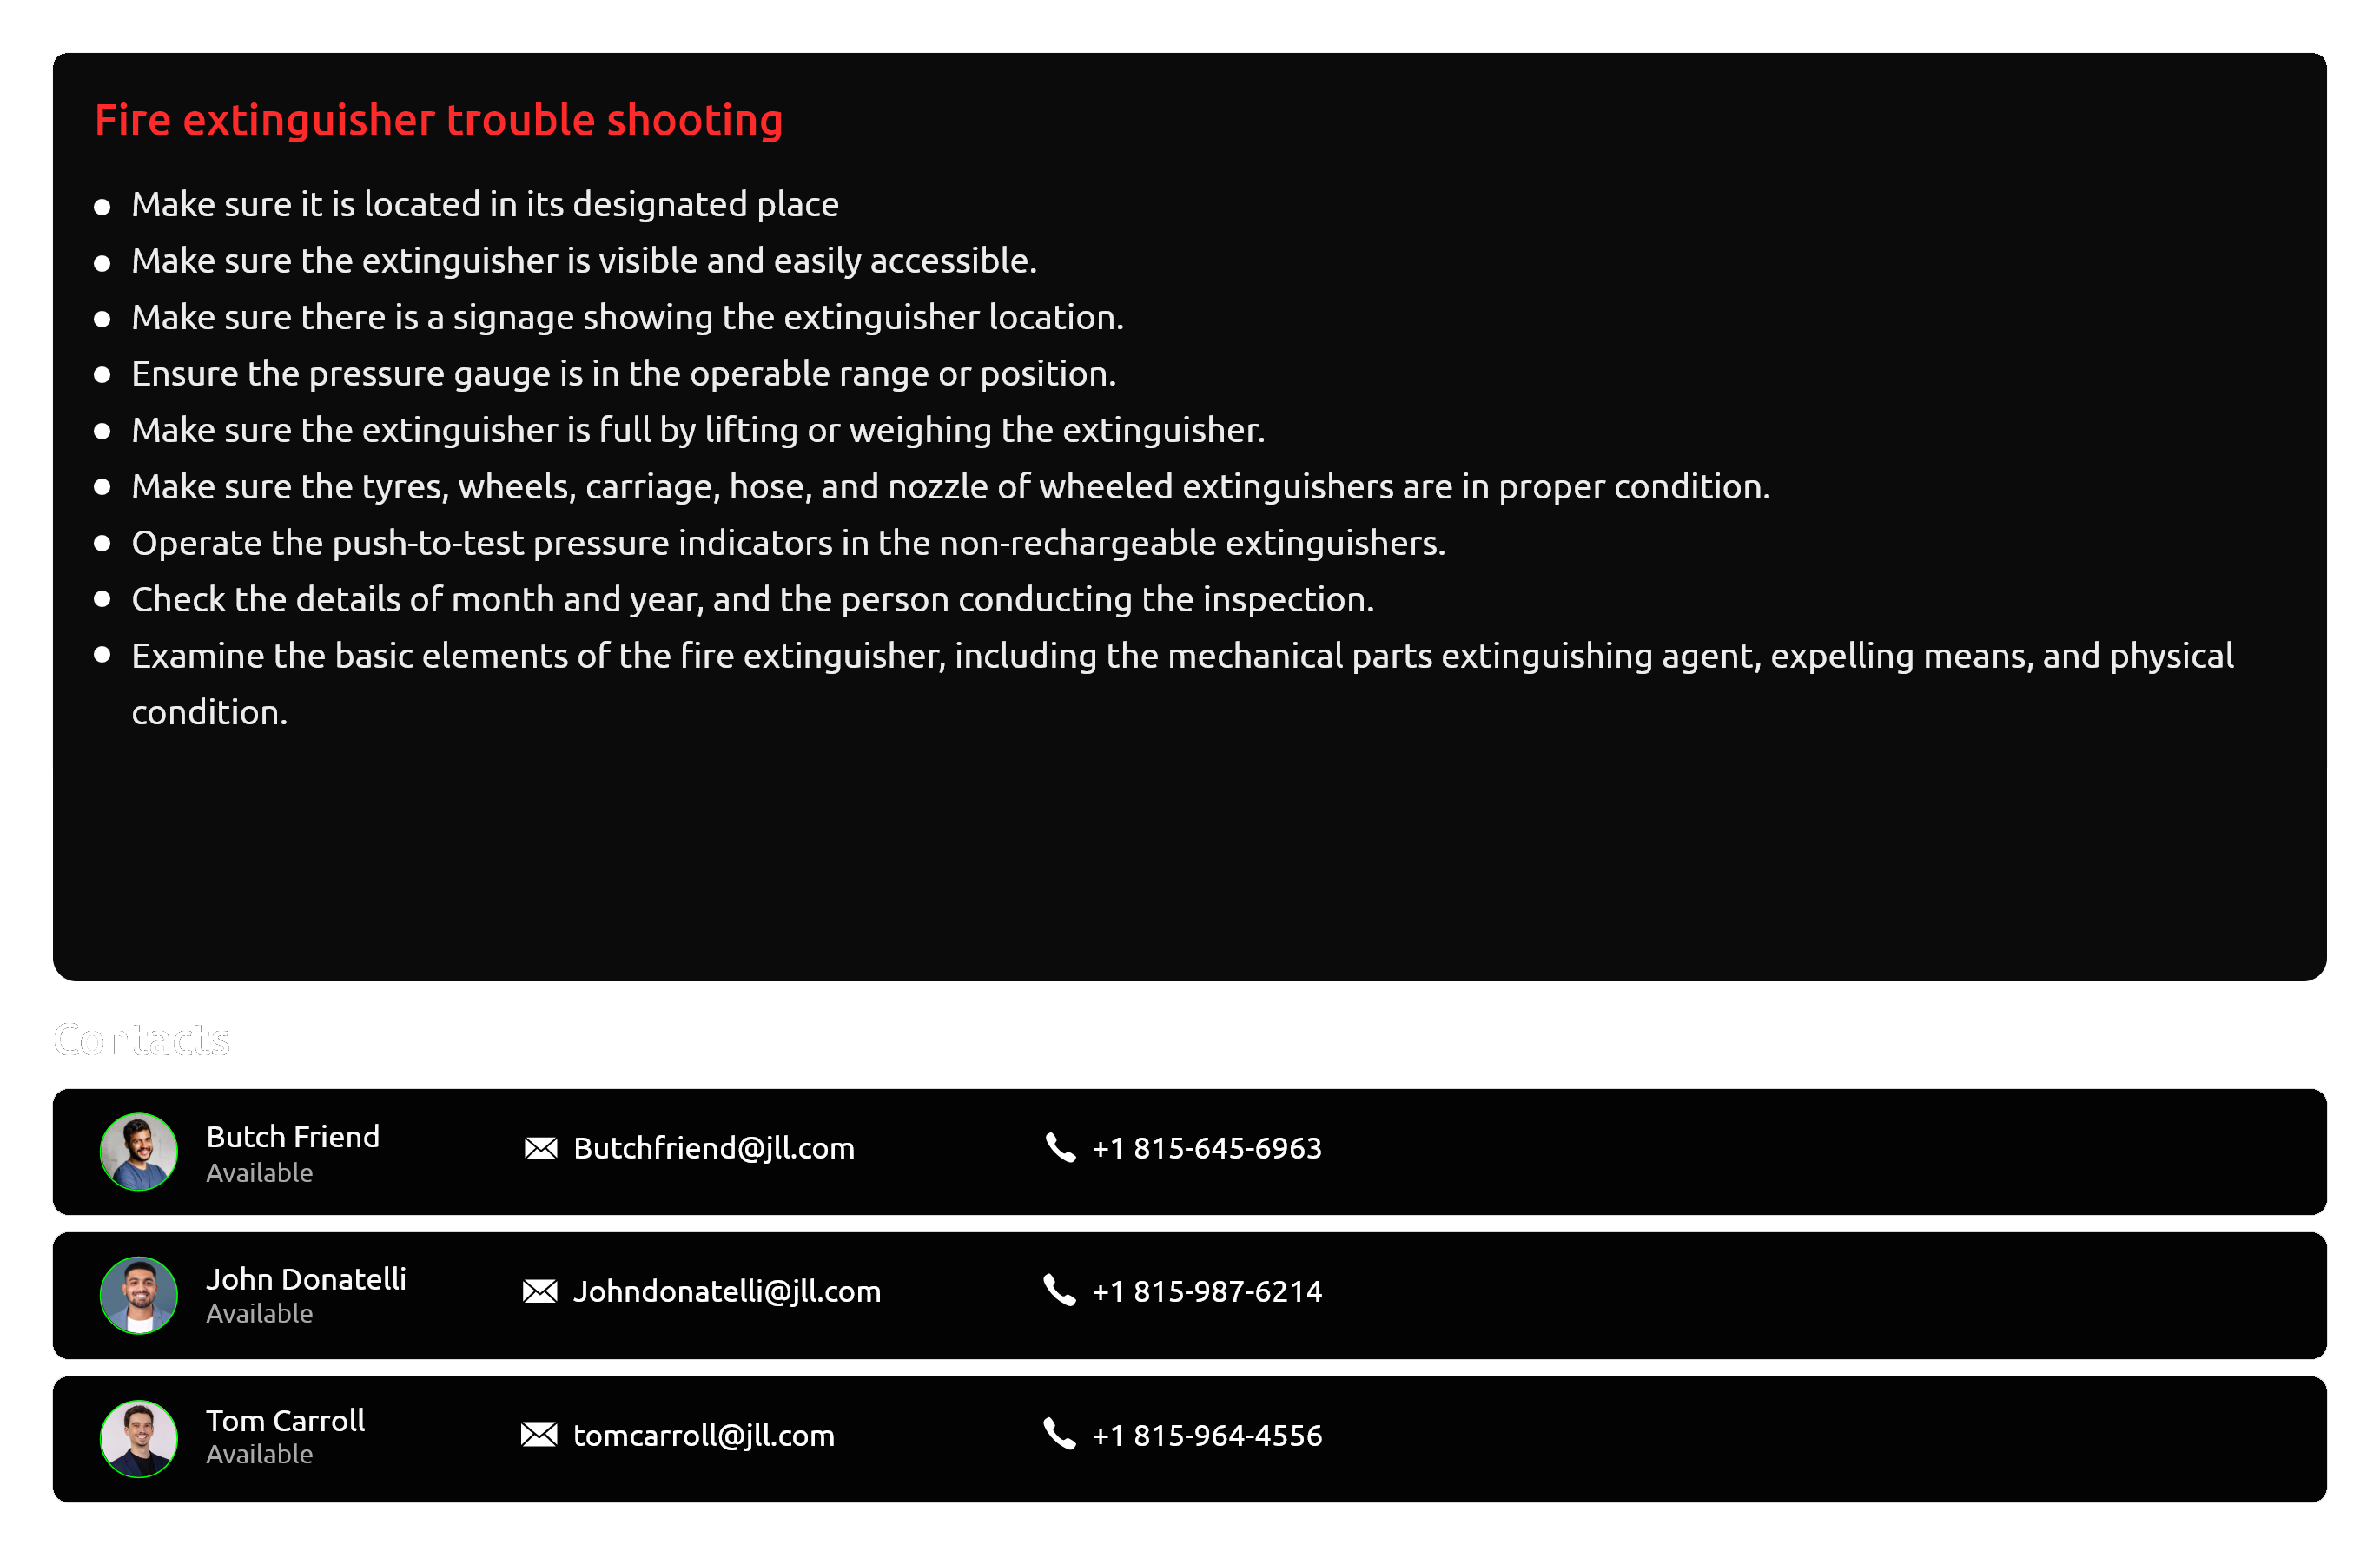 Fire extinguisher trouble shooting
Make sure it is located in its designated place
Make sure the extinguisher is visible and easily accessible.
Make sure there is a signage showing the extinguisher location.
Ensure the pressure gauge is in the operable range or position.
Make sure the extinguisher is full by lifting or weighing the extinguisher.
Make sure the tyres, wheels, carriage, hose, and nozzle of wheeled extinguishers are in proper condition.
Operate the push-to-test pressure indicators in the non-rechargeable extinguishers.
Check the details of month and year, and the person conducting the inspection.
Examine the basic elements of the fire extinguisher, including the mechanical parts extinguishing agent, expelling means, and physical
condition.
Contacts
Butch Friend
Available
Butchfriend@jll.com
+1 815-645-6963
John Donatelli
Available
Johndonatelli@jll.com
+1 815-987-6214
Tom Carroll
Available
tomcarroll@jll.com
+1 815-964-4556